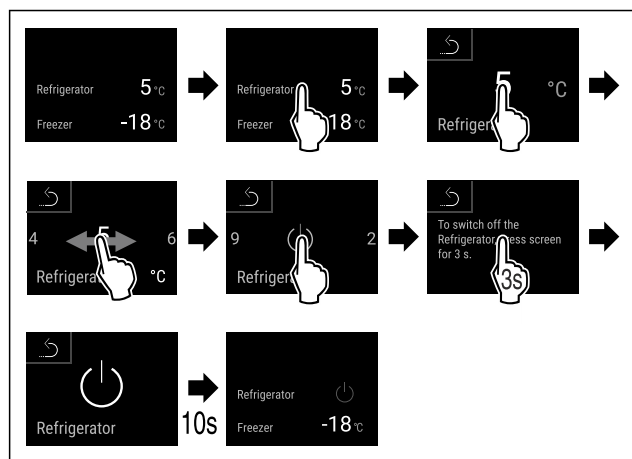 Refrigerator 5 °C
Freezer -18 °C
Refrigerator 5 °C
Freezer 18 °C
5 °C
Refriger
4 5 6
Refrigera °C
9 2
Refriger
To switch off the
Refrigerator, press screen
for 3 s.
3s
Refrigerator
10s
Refrigerator
Freezer -18 °C